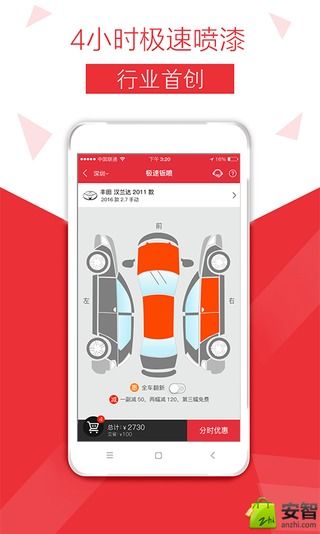 4小时极速喷漆
行业首创
中国联通
下午 3:20
16%
深圳
极速钣喷
丰田 汉兰达 2011 款
2016 款 2.7 手动
前
左
右
全车翻新
减 一副减 50、两幅减 120、第三幅免费
总计：¥ 2730
立省：¥100
分时优惠
安智
anzhi.com